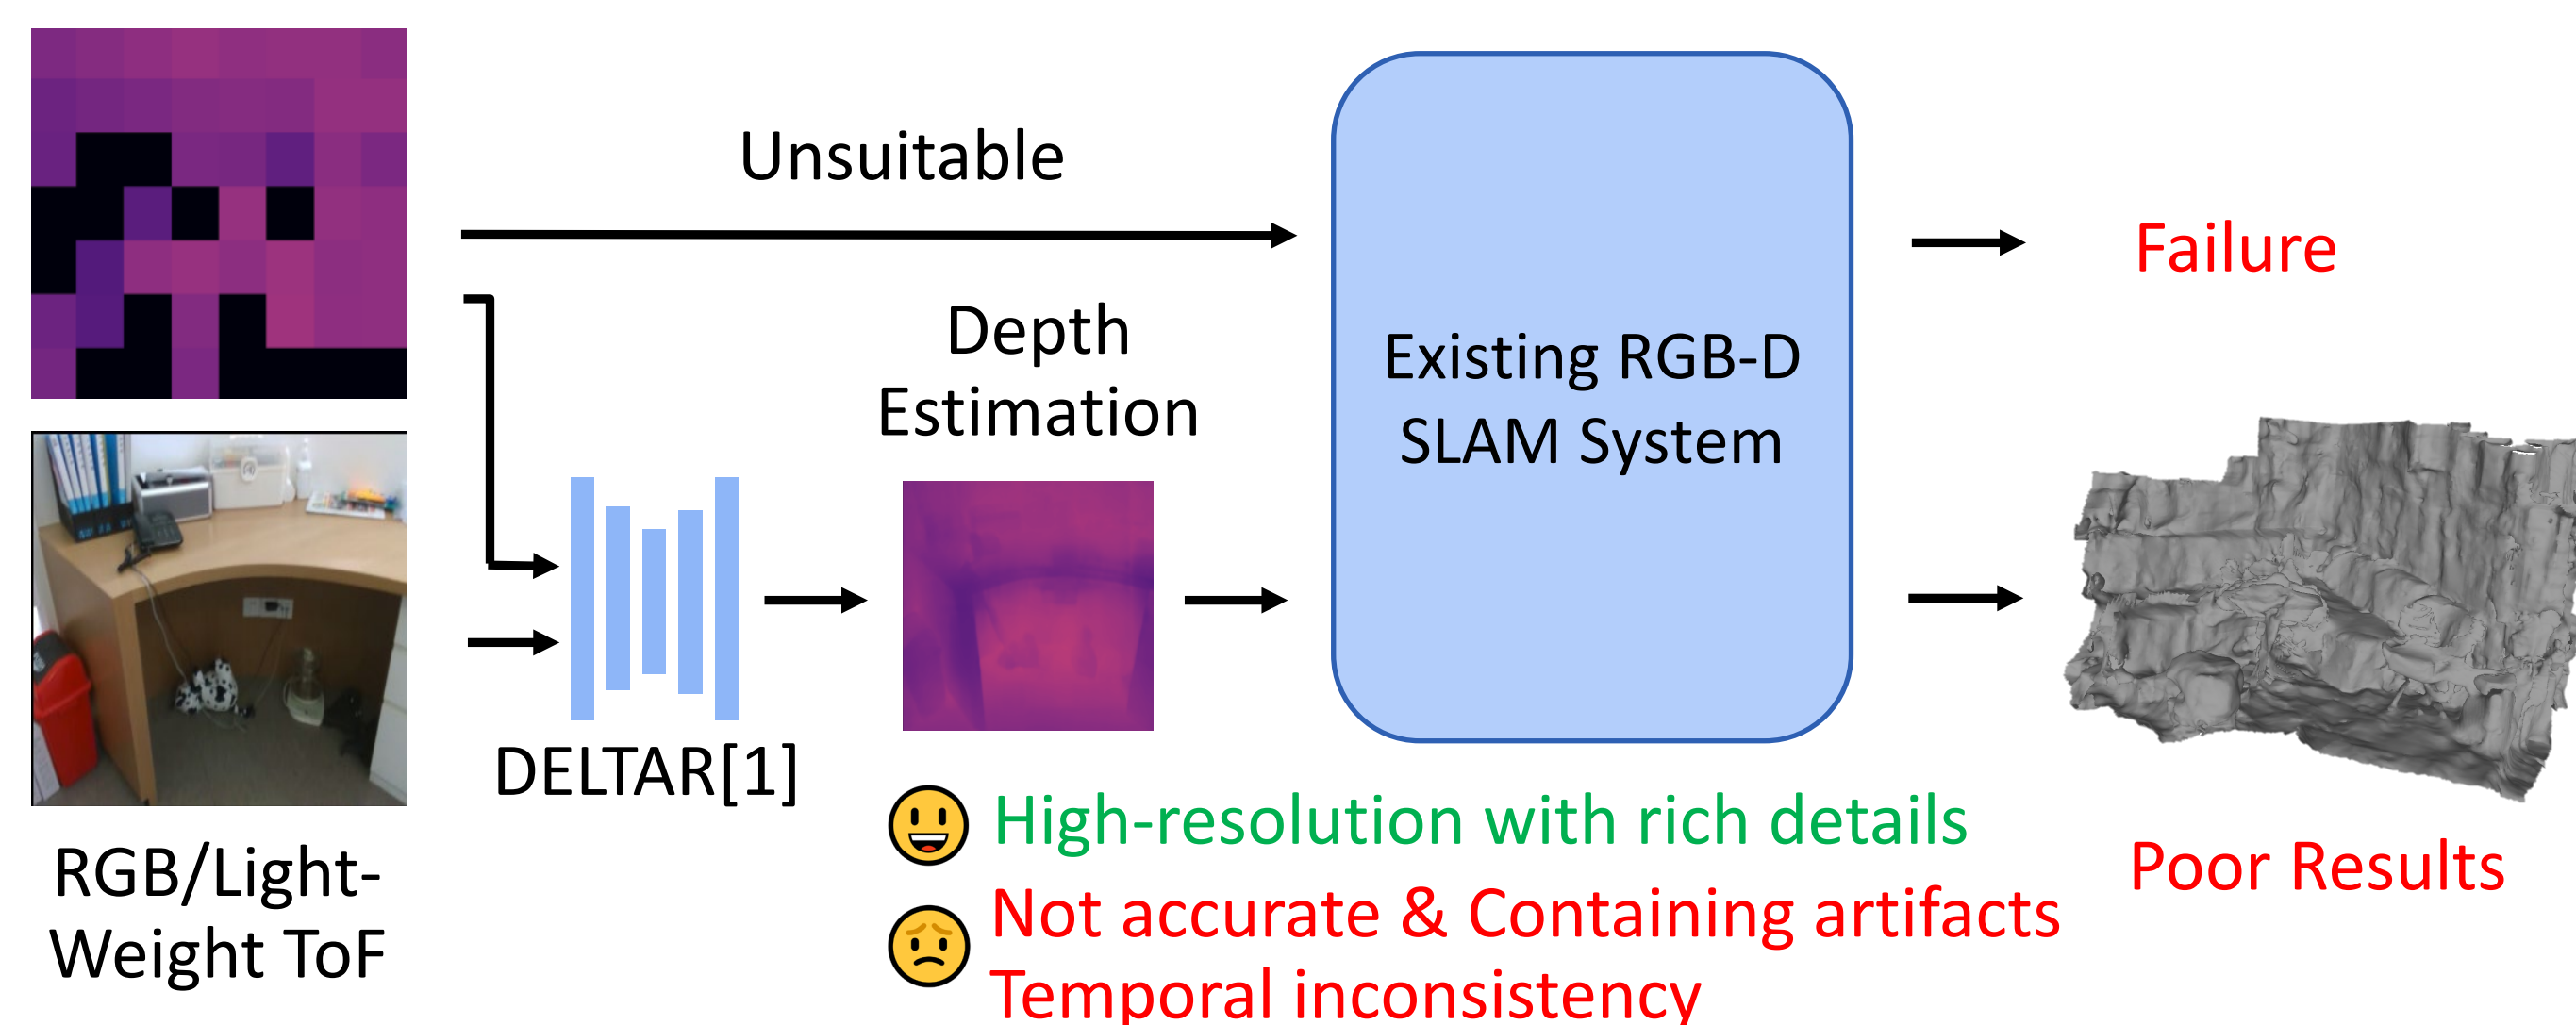 Unsuitable
Failure
Depth
Estimation
Existing RGB-D
SLAM System
DELTAR[1]
RGB/Light-
Weight ToF
High-resolution with rich details
Not accurate & Containing artifacts
Temporal inconsistency
Poor Results